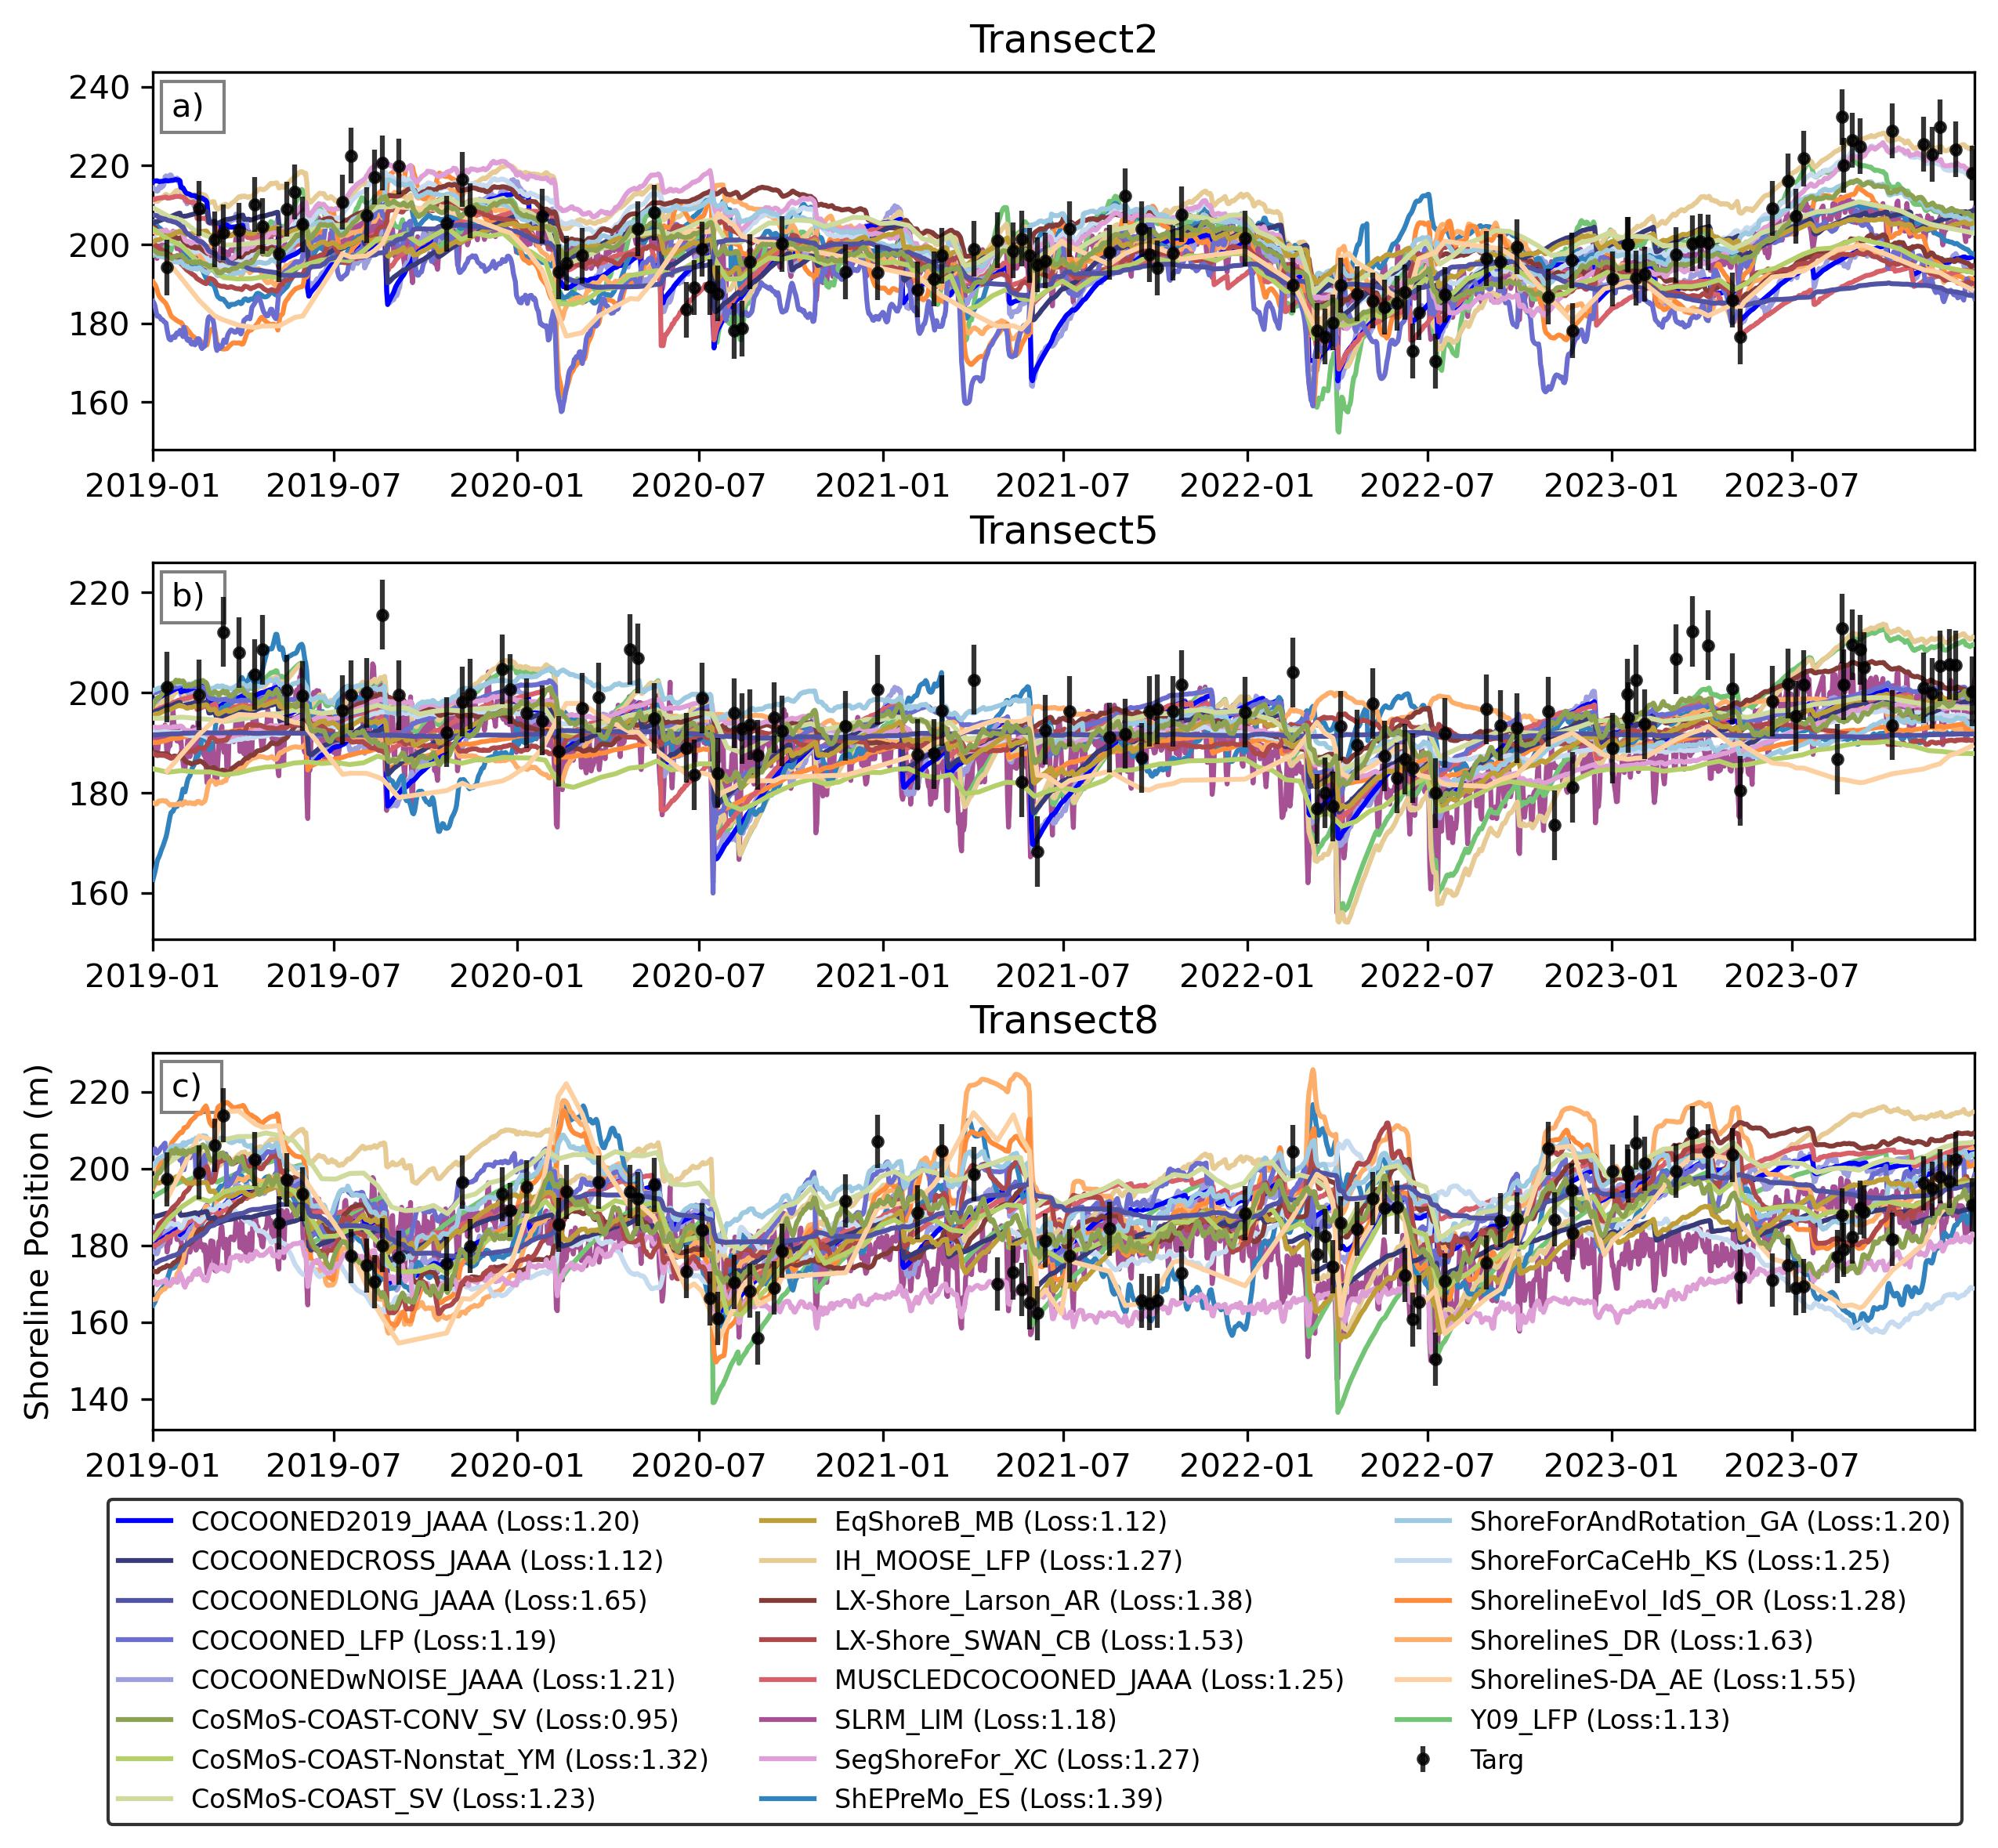 Transect2
a)
240
220
200
180
160
2019-01 2019-07 2020-01 2020-07 2021-01 2021-07 2022-01 2022-07 2023-01 2023-07
Transect5
b)
220
200
180
160
2019-01 2019-07 2020-01 2020-07 2021-01 2021-07 2022-01 2022-07 2023-01 2023-07
Transect8
c)
Shoreline Position (m)
220
200
180
160
140
2019-01 2019-07 2020-01 2020-07 2021-01 2021-07 2022-01 2022-07 2023-01 2023-07
COCOONED2019_JAAA (Loss:1.20)
COCOONEDCROSS_JAAA (Loss:1.12)
COCOONEDLONG_JAAA (Loss:1.65)
COCOONED_LFP (Loss:1.19)
COCOONEDwNOISE_JAAA (Loss:1.21)
CoSMoS-COAST-CONV_SV (Loss:0.95)
CoSMoS-COAST-Nonstat_YM (Loss:1.32)
CoSMoS-COAST_SV (Loss:1.23)
EqShoreB_MB (Loss:1.12)
IH_MOOSE_LFP (Loss:1.27)
LX-Shore_Larson_AR (Loss:1.38)
LX-Shore_SWAN_CB (Loss:1.53)
MUSCLEDCOCOONED_JAAA (Loss:1.25)
SLRM_LIM (Loss:1.18)
SegShoreFor_XC (Loss:1.27)
ShEPreMo_ES (Loss:1.39)
ShoreForAndRotation_GA (Loss:1.20)
ShoreForCaCeHb_KS (Loss:1.25)
ShorelineEvol_IdS_OR (Loss:1.28)
ShorelineS_DR (Loss:1.63)
ShorelineS-DA_AE (Loss:1.55)
Y09_LFP (Loss:1.13)
Targ